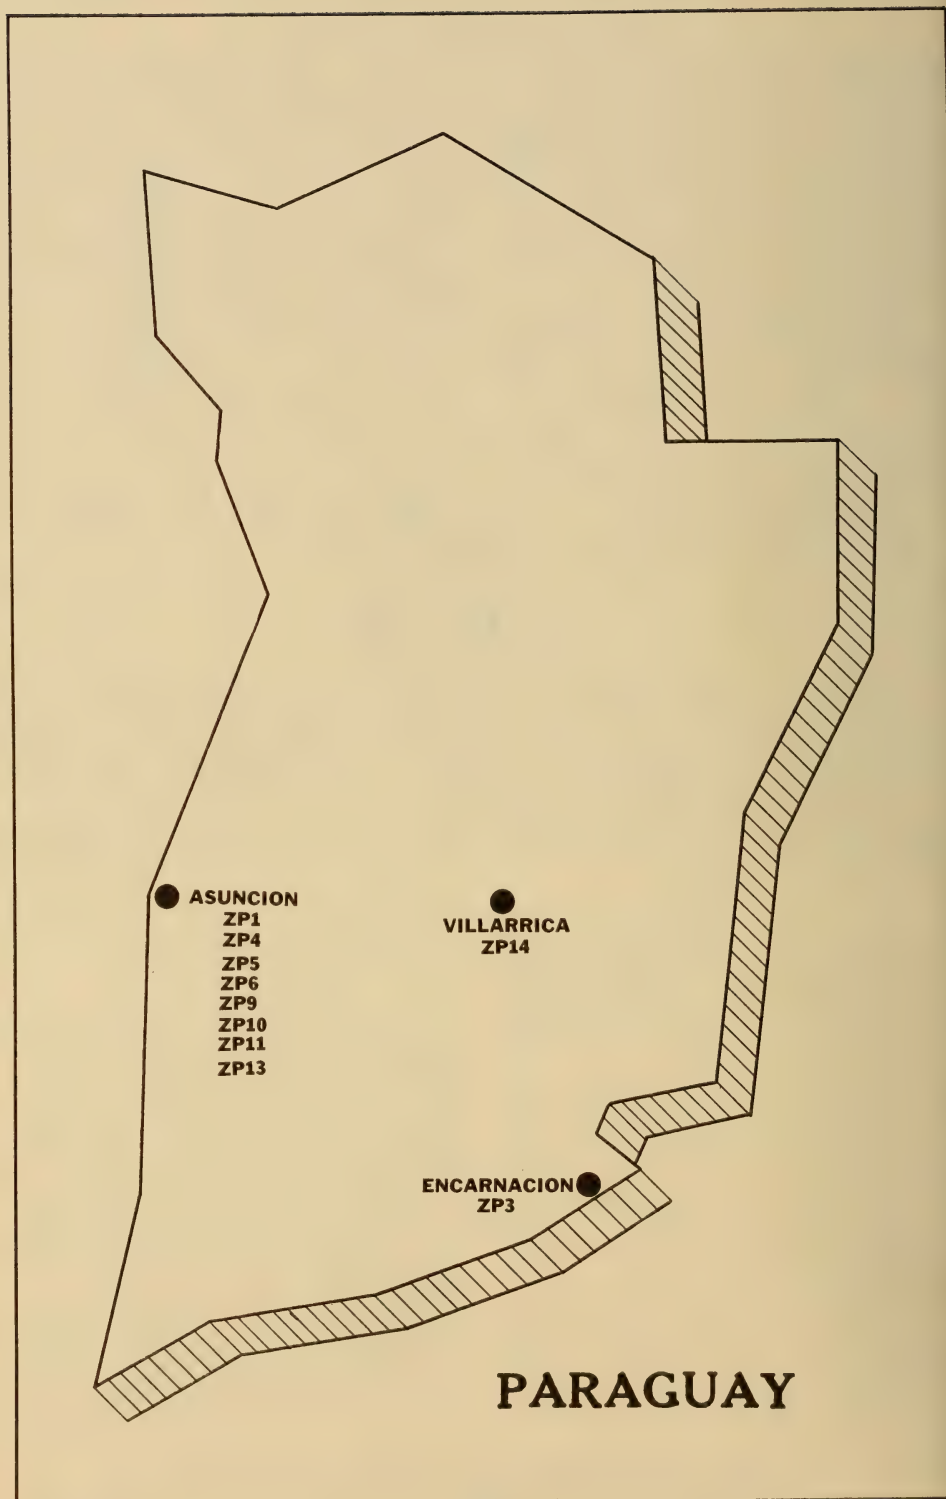 ASUNCION
ZP1
ZP4
ZP5
ZP6
ZP9
ZP10
ZP11
ZP13
VILLARRICA
ZP14
ENCARNACION
ZP3
PARAGUAY